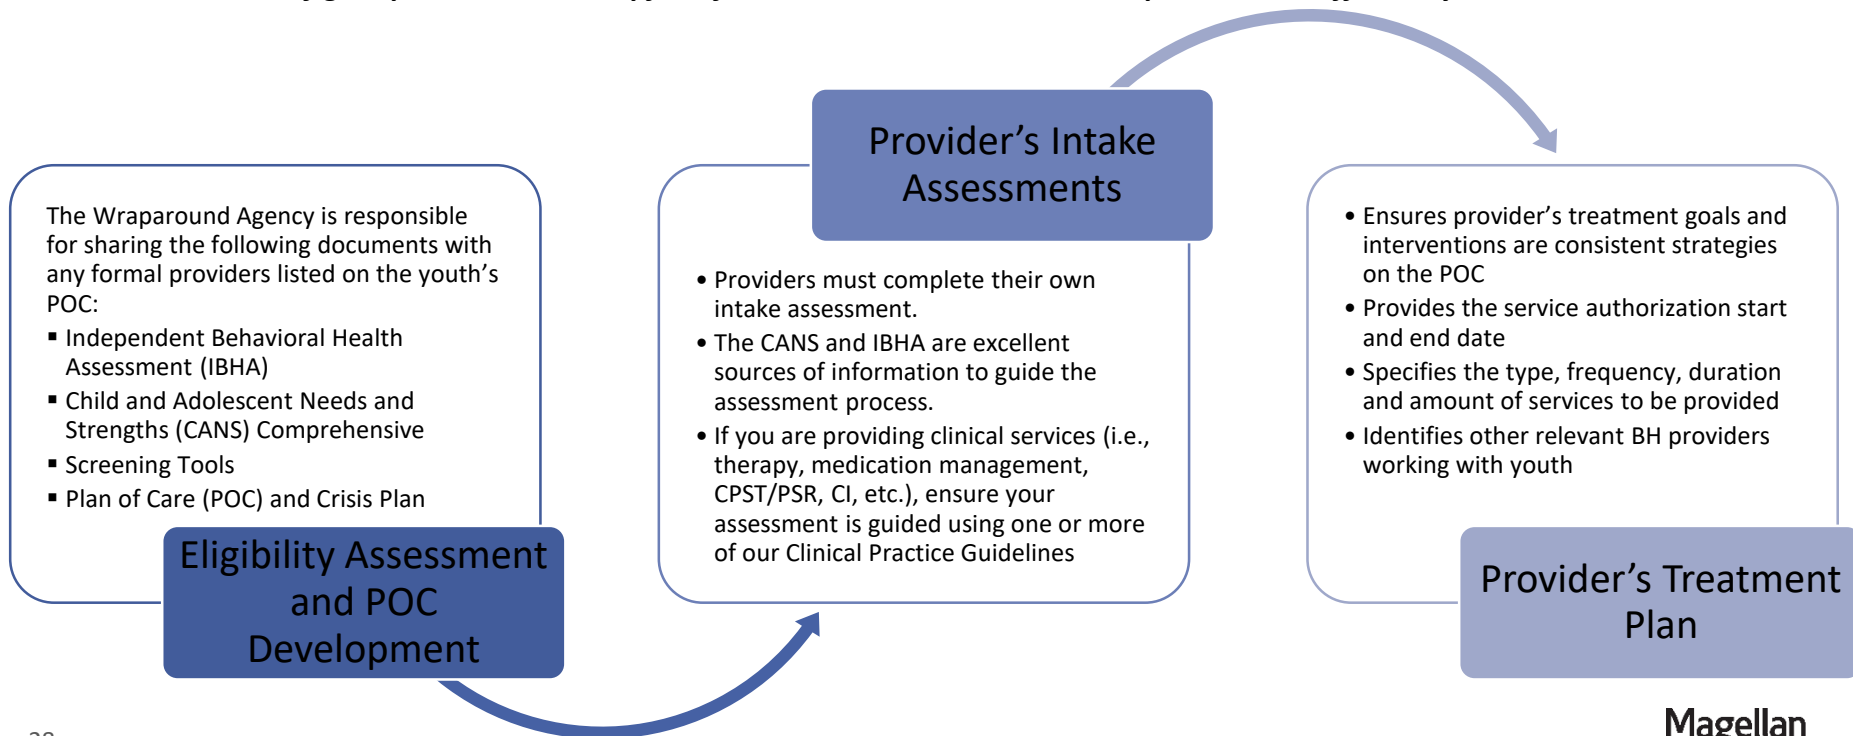 The Wraparound Agency is responsible
for sharing the following documents with
any formal providers listed on the youth's
POC:
▪ Independent Behavioral Health
Assessment (IBHA)
▪ Child and Adolescent Needs and
Strengths (CANS) Comprehensive
▪ Screening Tools
▪ Plan of Care (POC) and Crisis Plan
Eligibility Assessment
and POC
Development
Provider's Intake
Assessments
• Providers must complete their own
intake assessment.
• The CANS and IBHA are excellent
sources of information to guide the
assessment process.
• If you are providing clinical services (i.e.,
therapy, medication management,
CPST/PSR, CI, etc.), ensure your
assessment is guided using one or more
of our Clinical Practice Guidelines
• Ensures provider's treatment goals and
interventions are consistent strategies
on the POC
• Provides the service authorization start
and end date
• Specifies the type, frequency, duration
and amount of services to be provided
• Identifies other relevant BH providers
working with youth
Provider's Treatment
Plan
Magellan